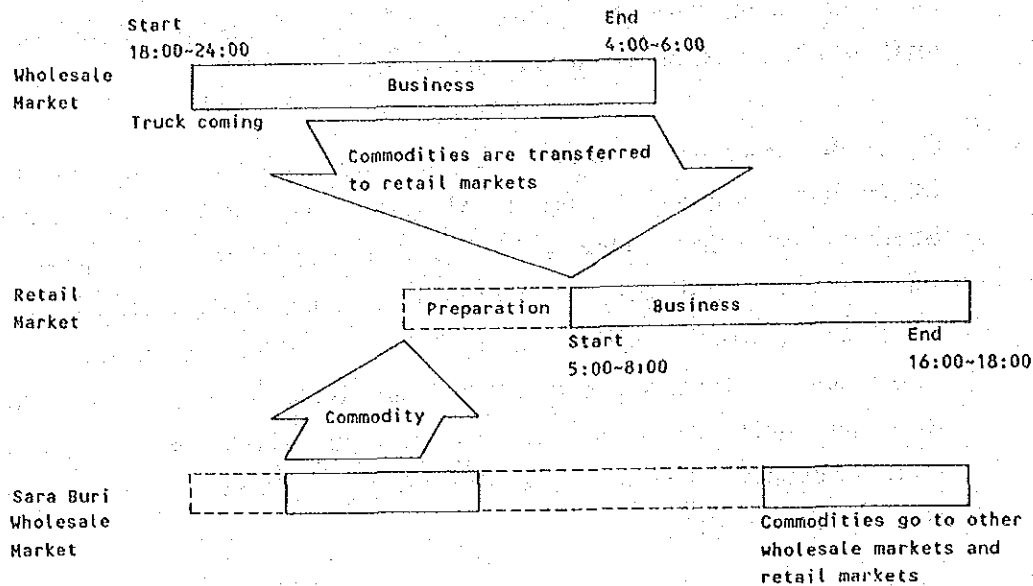 Start
18:00~24:00
End
4:00~6:00
Wholesale
Market
Business
Truck coming
Commodities are transferred
to retail markets
Retail
Market
Preparation
Business
Start
5:00~8:00
End
16:00~18:00
Commodity
Sara Buri
Wholesale
Market
Commodities go to other
wholesale markets and
retail markets